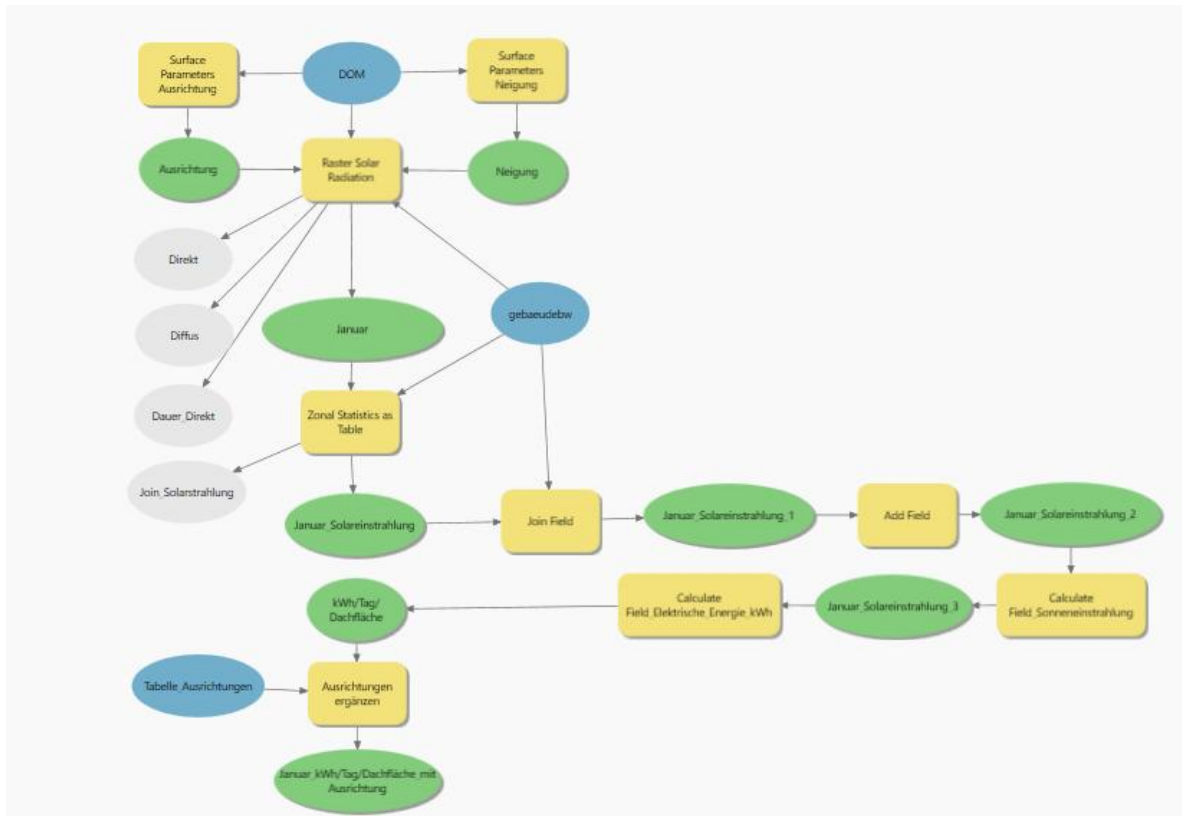 Surface
Parameters
Ausrichtung
DOM
Surface
Parameters
Neigung
Ausrichtung
Raster Solar
Radiation
Neigung
Direkt
gebaeudebw
Januar
Diffus
Dauer_Direkt
Zonal Statistics as
Table
Join_Solarstrahlung
Januar_Solareinstrahlung
Join Field
Januar_Solareinstrahlung_1
Add Field
Januar_Solareinstrahlung_2
kWh/Tag/
Dachfläche
Calculate
Field_Elektrische_Energie_kWh
Januar_Solareinstrahlung_3
Calculate
Field_Sonneneinstrahlung
Tabelle_Ausrichtungen
Ausrichtungen
ergänzen
Januar_kWh/Tag/Dachfläche_mit
Ausrichtung